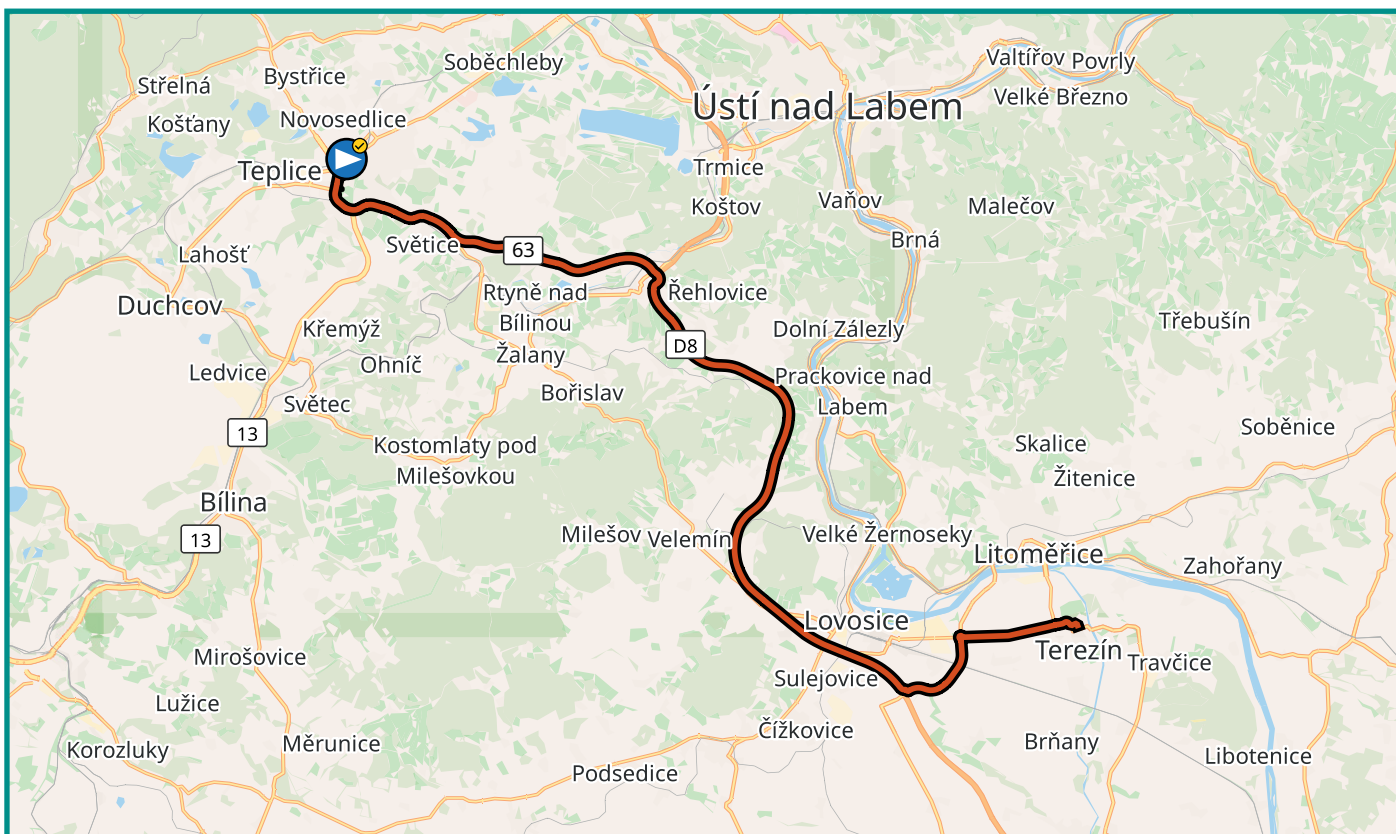 Soběchleby
Valtířov
Povrly
Bystřice
Střelná
Velké Březno
Ústí nad Labem
Novosedlice
Košťany
Teplice
Trmice
Koštov
Vaňov
Malečov
Brná
Světice
63
Lahošť
Rtyně nad
Bílinou
Řehlovice
Duchcov
Křemýž
Dolní Zálezly
Třebušín
D8
Žalany
Ohníč
Ledvice
Bořislav
Prackovice nad
Labem
Světec
13
Soběnice
Kostomlaty pod
Milešovkou
Skalice
Žitenice
Bílina
13
Milešov
Velemín
Velké Žernoseky
Litoměřice
Zahořany
Lovosice
Terezín
Travčice
Mirošovice
Sulejovice
Lužice
Čížkovice
Měrunice
Korozluky
Brňany
Libotenice
Podsedice